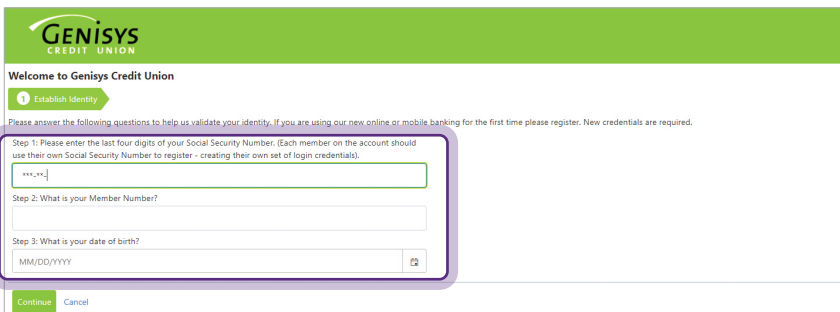 GENiSYS
CREDIT UNION
Welcome to Genisys Credit Union
1 Establish Identity
Please answer the following questions to help us validate your identity. If you are using our new online or mobile banking for the first time please register. New credentials are required.
Step 1: Please enter the last four digits of your Social Security Number. (Each member on the account should
use their own Social Security Number to register - creating their own set of login credentials).
***-**-
Step 2: What is your Member Number?
Step 3: What is your date of birth?
MM/DD/YYYY
Continue Cancel